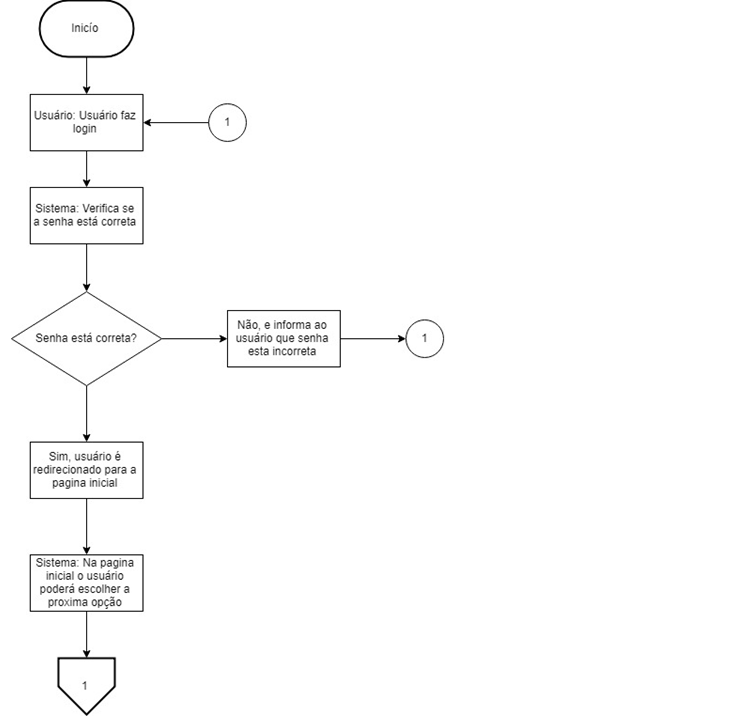 Inicío
Usuário: Usuário faz
login
1
Sistema: Verifica se
a senha está correta
Senha está correta?
Não, e informa ao
usuário que senha
esta incorreta
1
Sim, usuário é
redirecionado para a
pagina inicial
Sistema: Na pagina
inicial o usuário
poderá escolher a
proxima opção
1